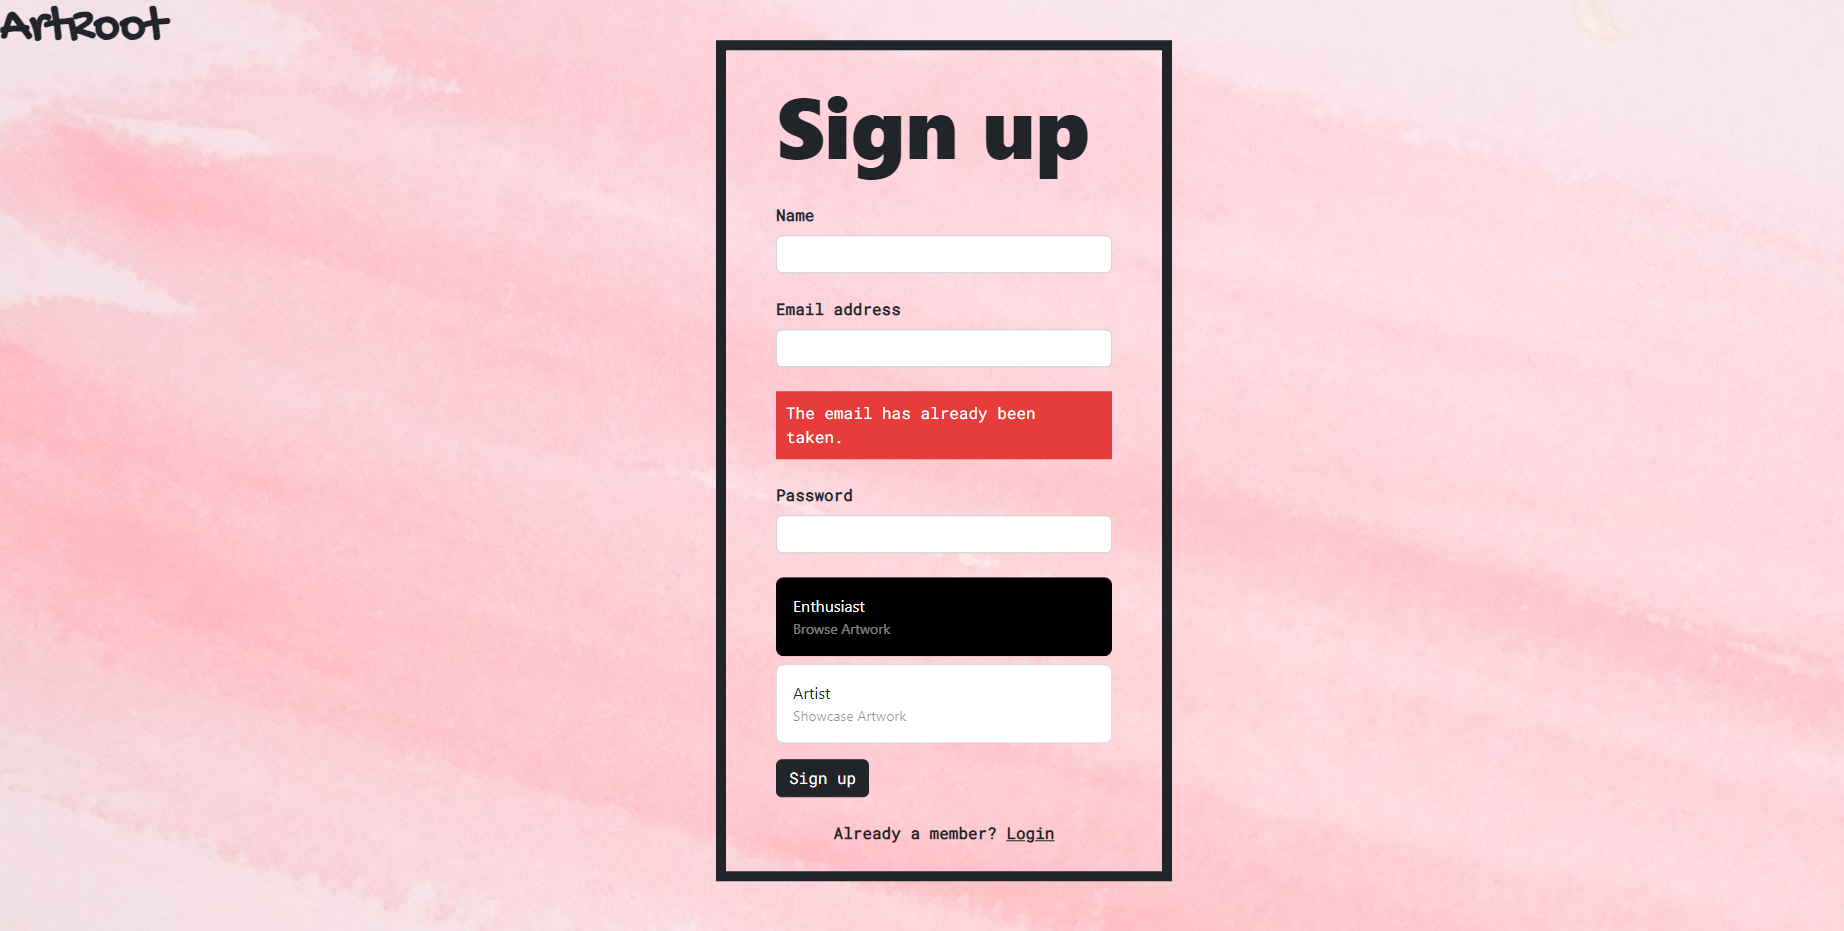 ArtRoot
Sign up
Name
Email address
The email has already been
taken.
Password
Enthusiast
Browse Artwork
Artist
Showcase Artwork
Sign up
Already a member? Login